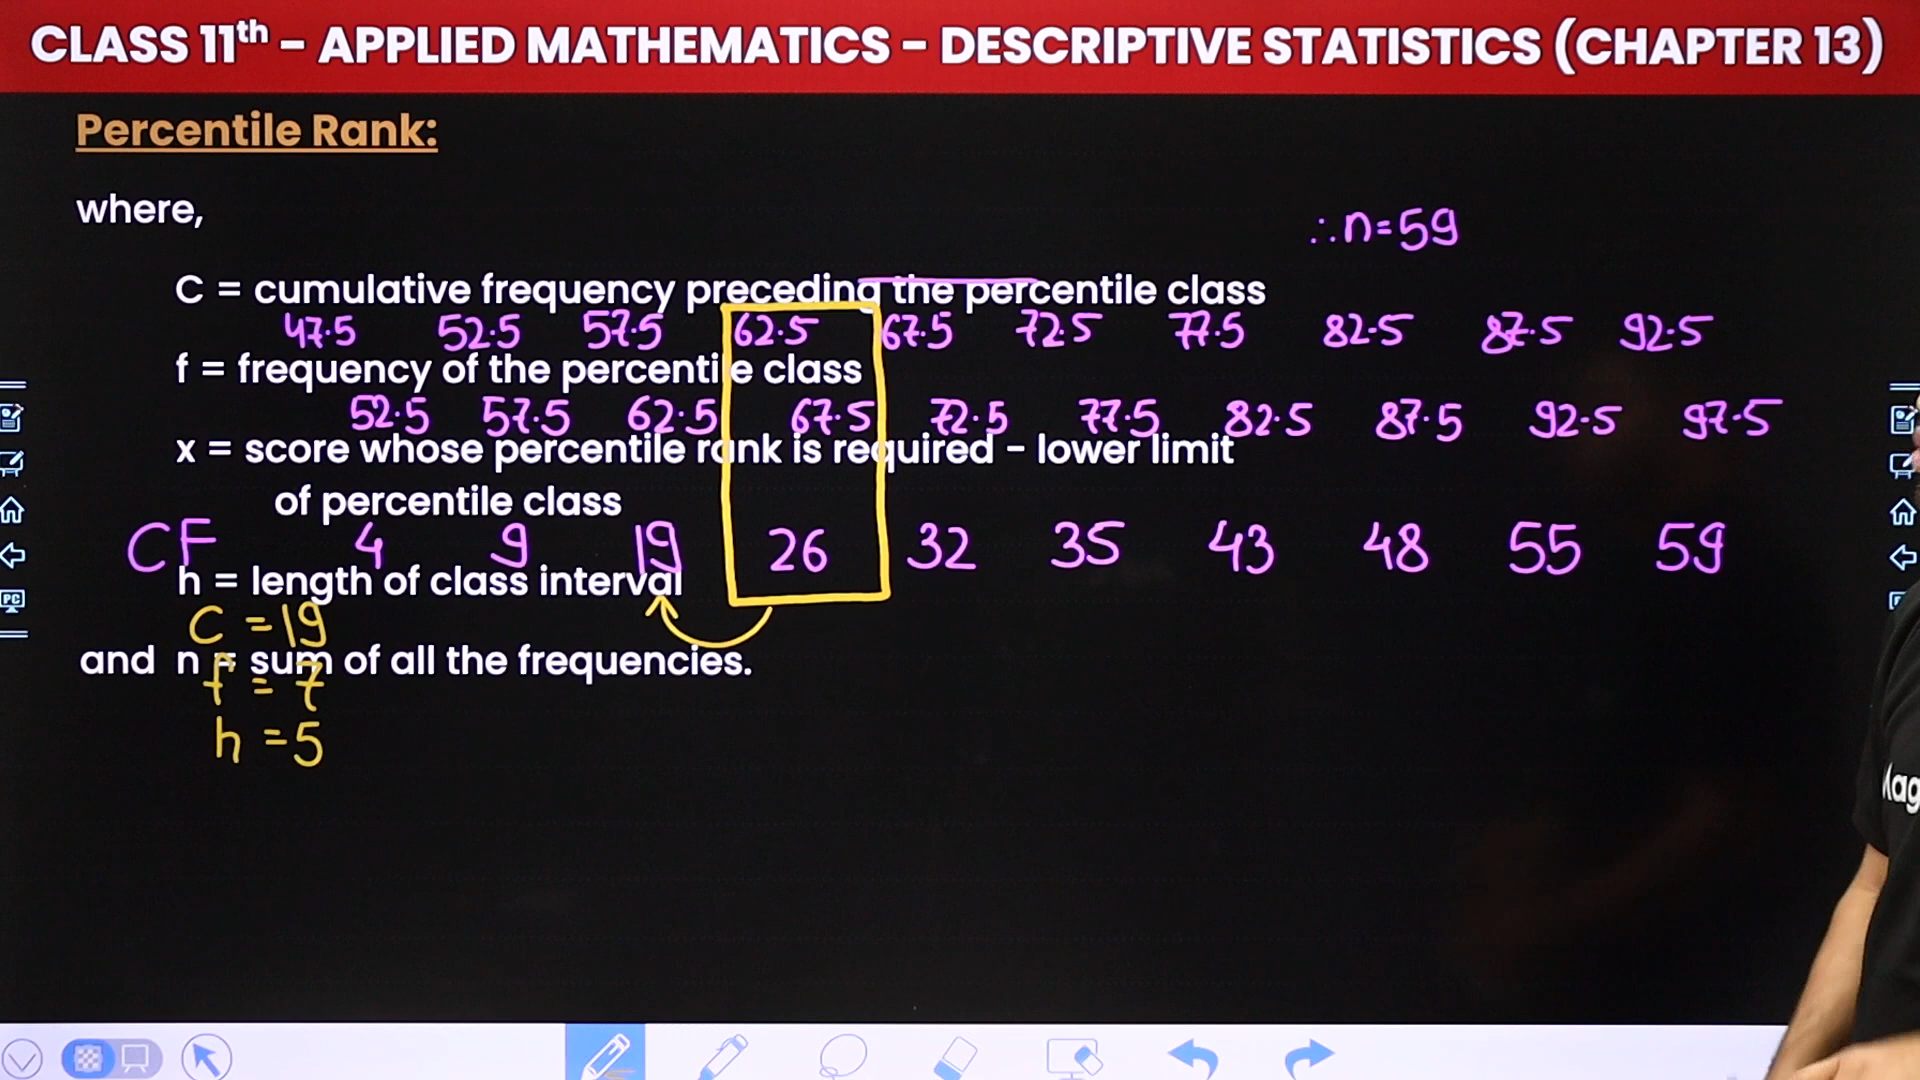 CLASS 11th – APPLIED MATHEMATICS – DESCRIPTIVE STATISTICS (CHAPTER 13)
Percentile Rank:
where,
∴n=59
C = cumulative frequency preceding the percentile class
47.5 52.5 57.5 62.5 67.5 72.5 77.5 82.5 87.5 92.5
f = frequency of the percentile class
52.5 57.5 62.5 67.5 72.5 77.5 82.5 87.5 92.5 97.5
x = score whose percentile rank is required – lower limit
of percentile class
CF 4 9 19 26 32 35 43 48 55 59
h = length of class interval
C = 19
and n = sum of all the frequencies.
f = 7
h = 5
PC